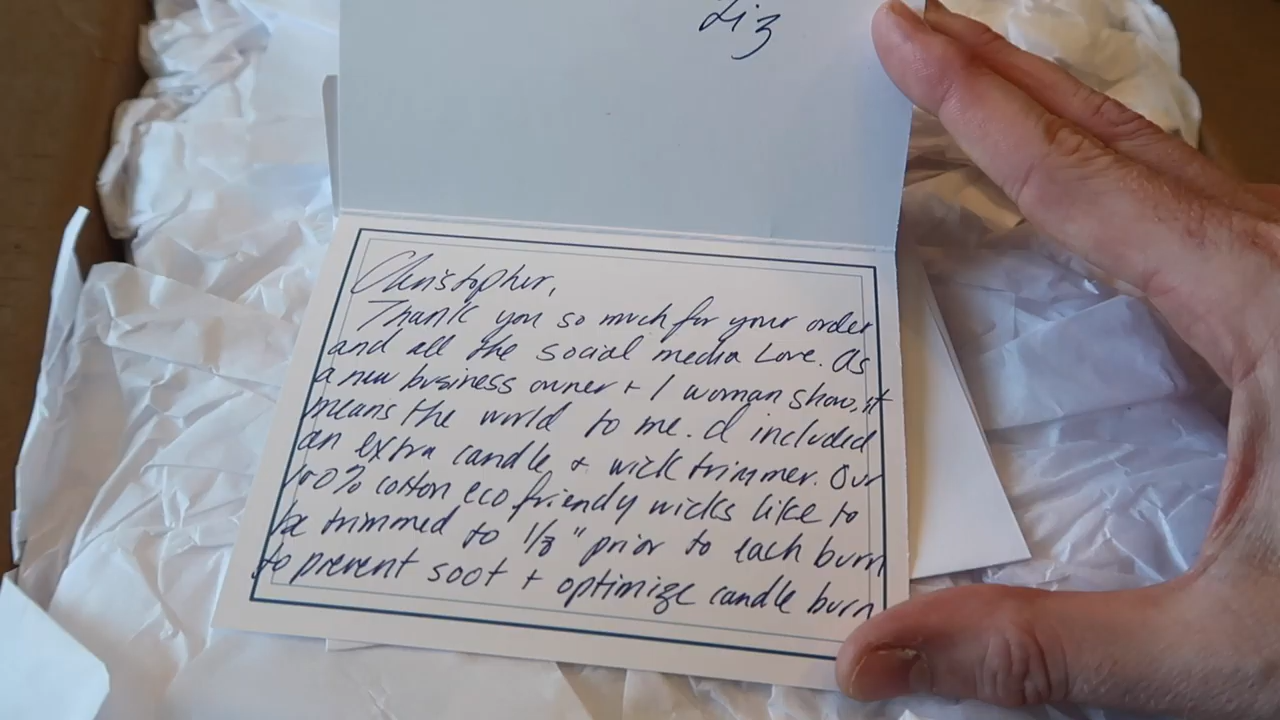 Liz
Christopher,
Thank you so much for your order
and all the social media love. As
a new business owner + 1 woman show, it
means the world to me. I included
an extra candle & wick trimmer. Our
100% cotton eco friendly wicks like to
be trimmed to 1/8" prior to each burn
to prevent soot + optimize candle burn